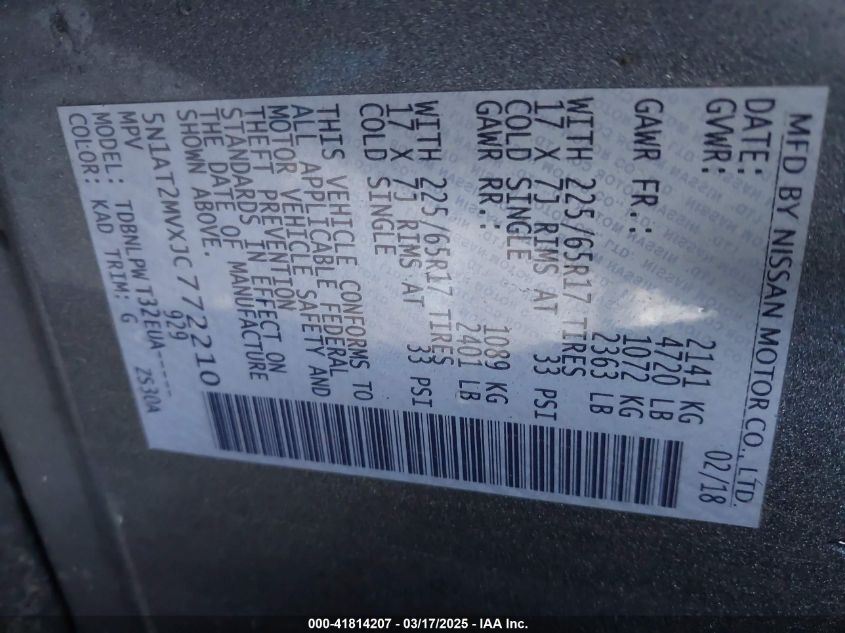 MFD BY NISSAN MOTOR CO., LTD.
DATE: 02/18
GVWR: 2141 KG
4720 LB
GAWR FR.: 1072 KG
2363 LB
WITH 225/65R17 TIRES
17 X 7J RIMS AT 33 PSI
COLD SINGLE
GAWR RR.: 1089 KG
2401 LB
WITH 225/65R17 TIRES
17 X 7J RIMS AT 33 PSI
COLD SINGLE
THIS VEHICLE CONFORMS TO
ALL APPLICABLE FEDERAL
MOTOR VEHICLE SAFETY AND
THEFT PREVENTION
STANDARDS IN EFFECT ON
THE DATE OF MANUFACTURE
SHOWN ABOVE.
5N1AT2MVXJC772210
MPV 929
MODEL: TDBNLPW T32EUA-----
COLOR: KAD TRIM: G ZS30A
000-41814207 - 03/17/2025 - IAA Inc.